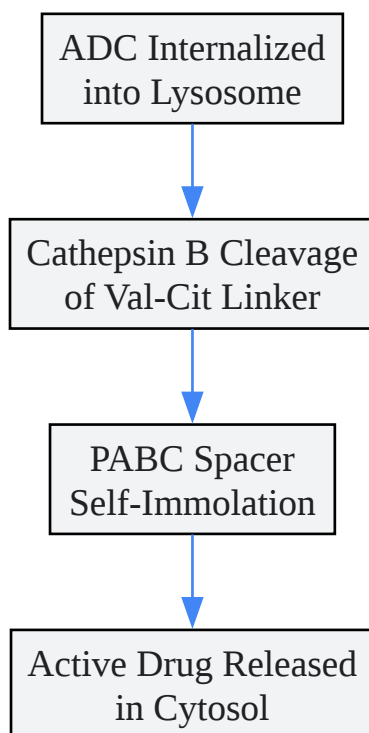 ADC Internalized
into Lysosome
Cathepsin B Cleavage
of Val-Cit Linker
PABC Spacer
Self-Immolation
Active Drug Released
in Cytosol